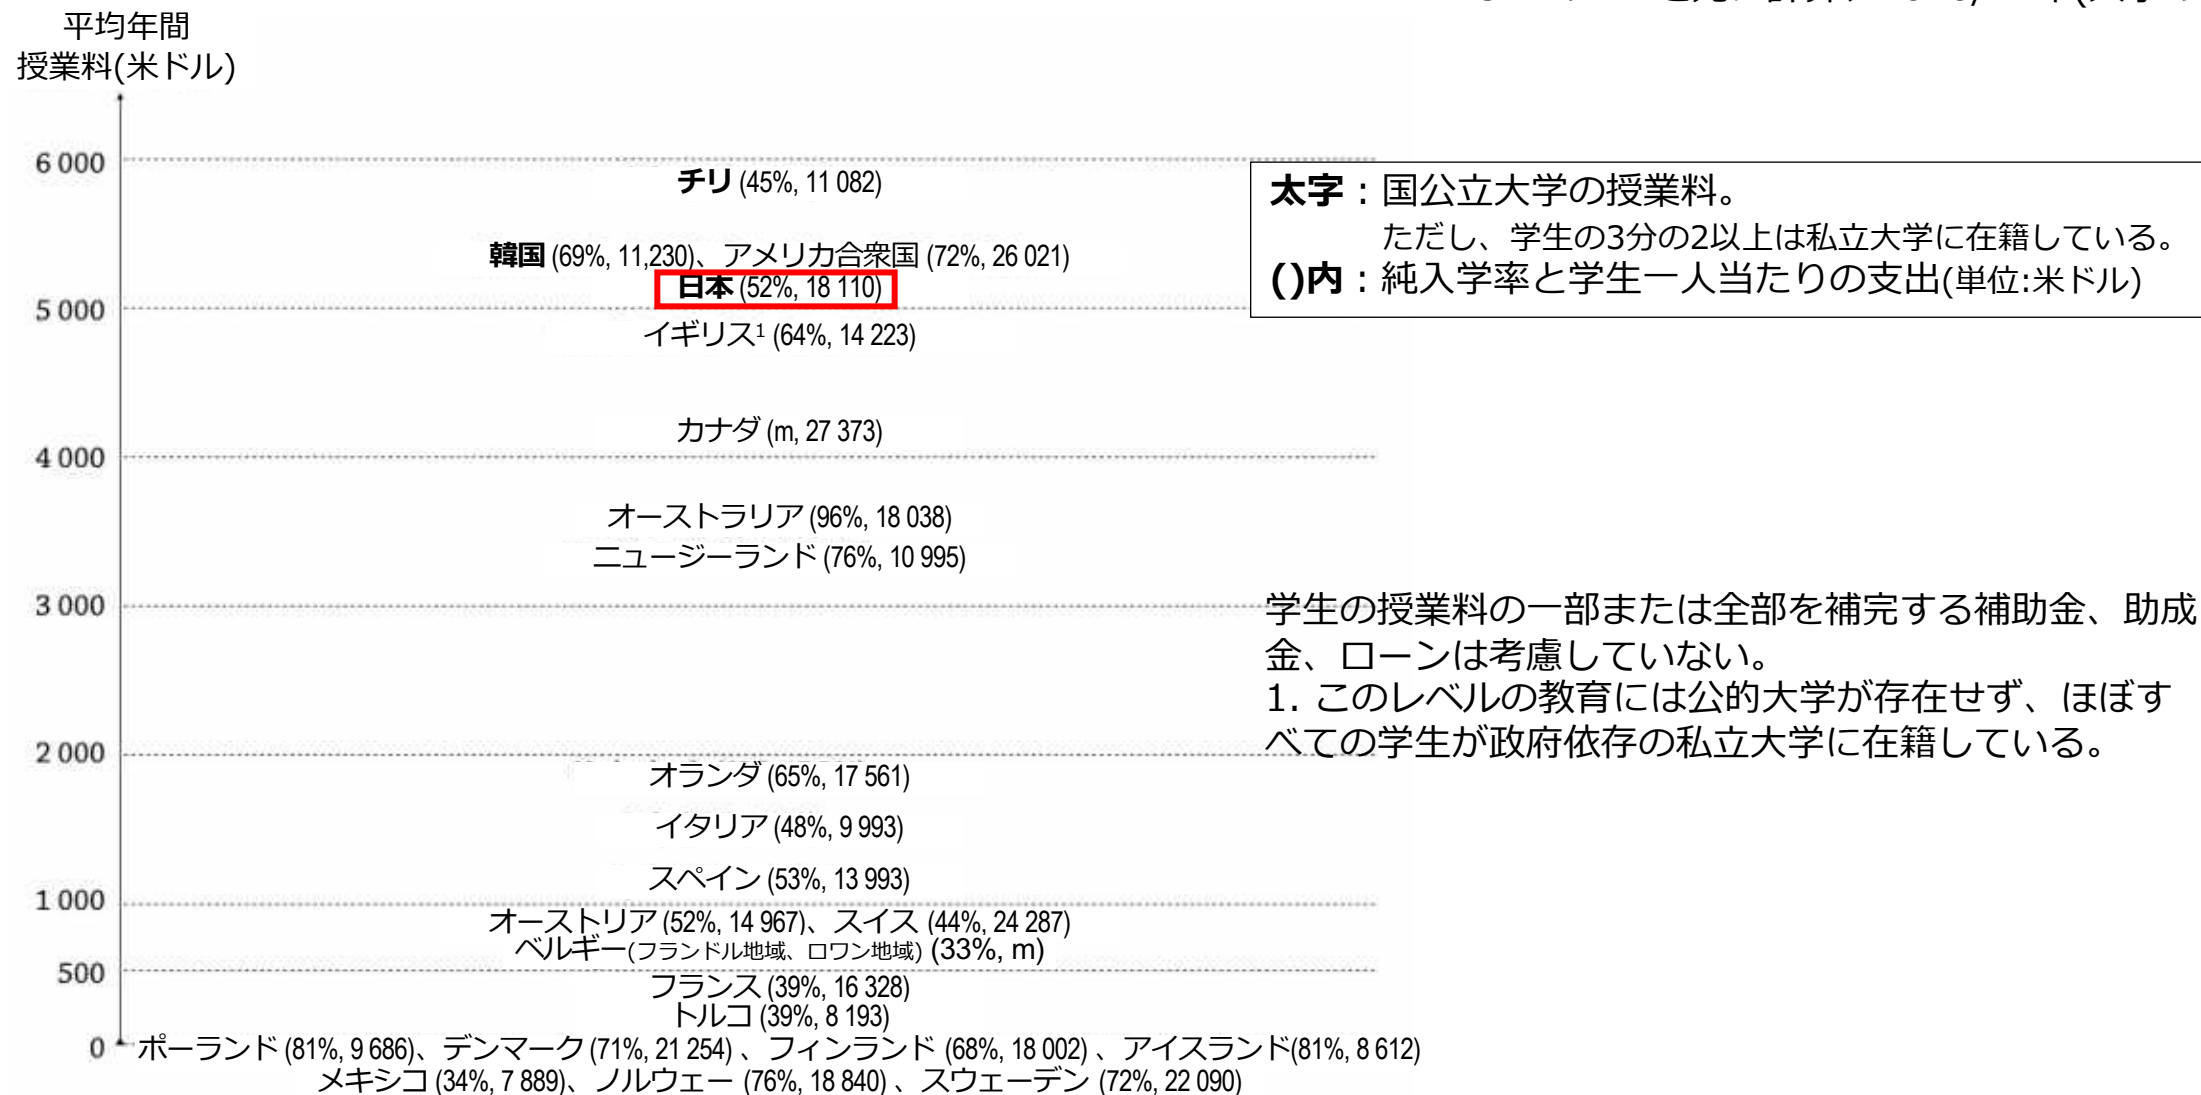 平均年間
授業料(米ドル)
6 000
チリ (45%, 11 082)
太字：国公立大学の授業料。
ただし、学生の3分の2以上は私立大学に在籍している。
()内：純入学率と学生一人当たりの支出(単位:米ドル)
韓国 (69%, 11,230)、アメリカ合衆国 (72%, 26 021)
日本 (52%, 18 110)
5 000
イギリス¹ (64%, 14 223)
カナダ (m, 27 373)
4 000
オーストラリア (96%, 18 038)
ニュージーランド (76%, 10 995)
3 000
学生の授業料の一部または全部を補完する補助金、助成
金、ローンは考慮していない。
1. このレベルの教育には公的大学が存在せず、ほぼす
べての学生が政府依存の私立大学に在籍している。
2 000
オランダ (65%, 17 561)
イタリア (48%, 9 993)
スペイン (53%, 13 993)
1 000
オーストリア (52%, 14 967)、スイス (44%, 24 287)
ベルギー(フランドル地域、ロワン地域) (33%, m)
500
フランス (39%, 16 328)
トルコ (39%, 8 193)
0
ポーランド (81%, 9 686)、デンマーク (71%, 21 254) 、フィンランド (68%, 18 002) 、アイスランド(81%, 8 612)
メキシコ (34%, 7 889)、ノルウェー (76%, 18 840) 、スウェーデン (72%, 22 090)